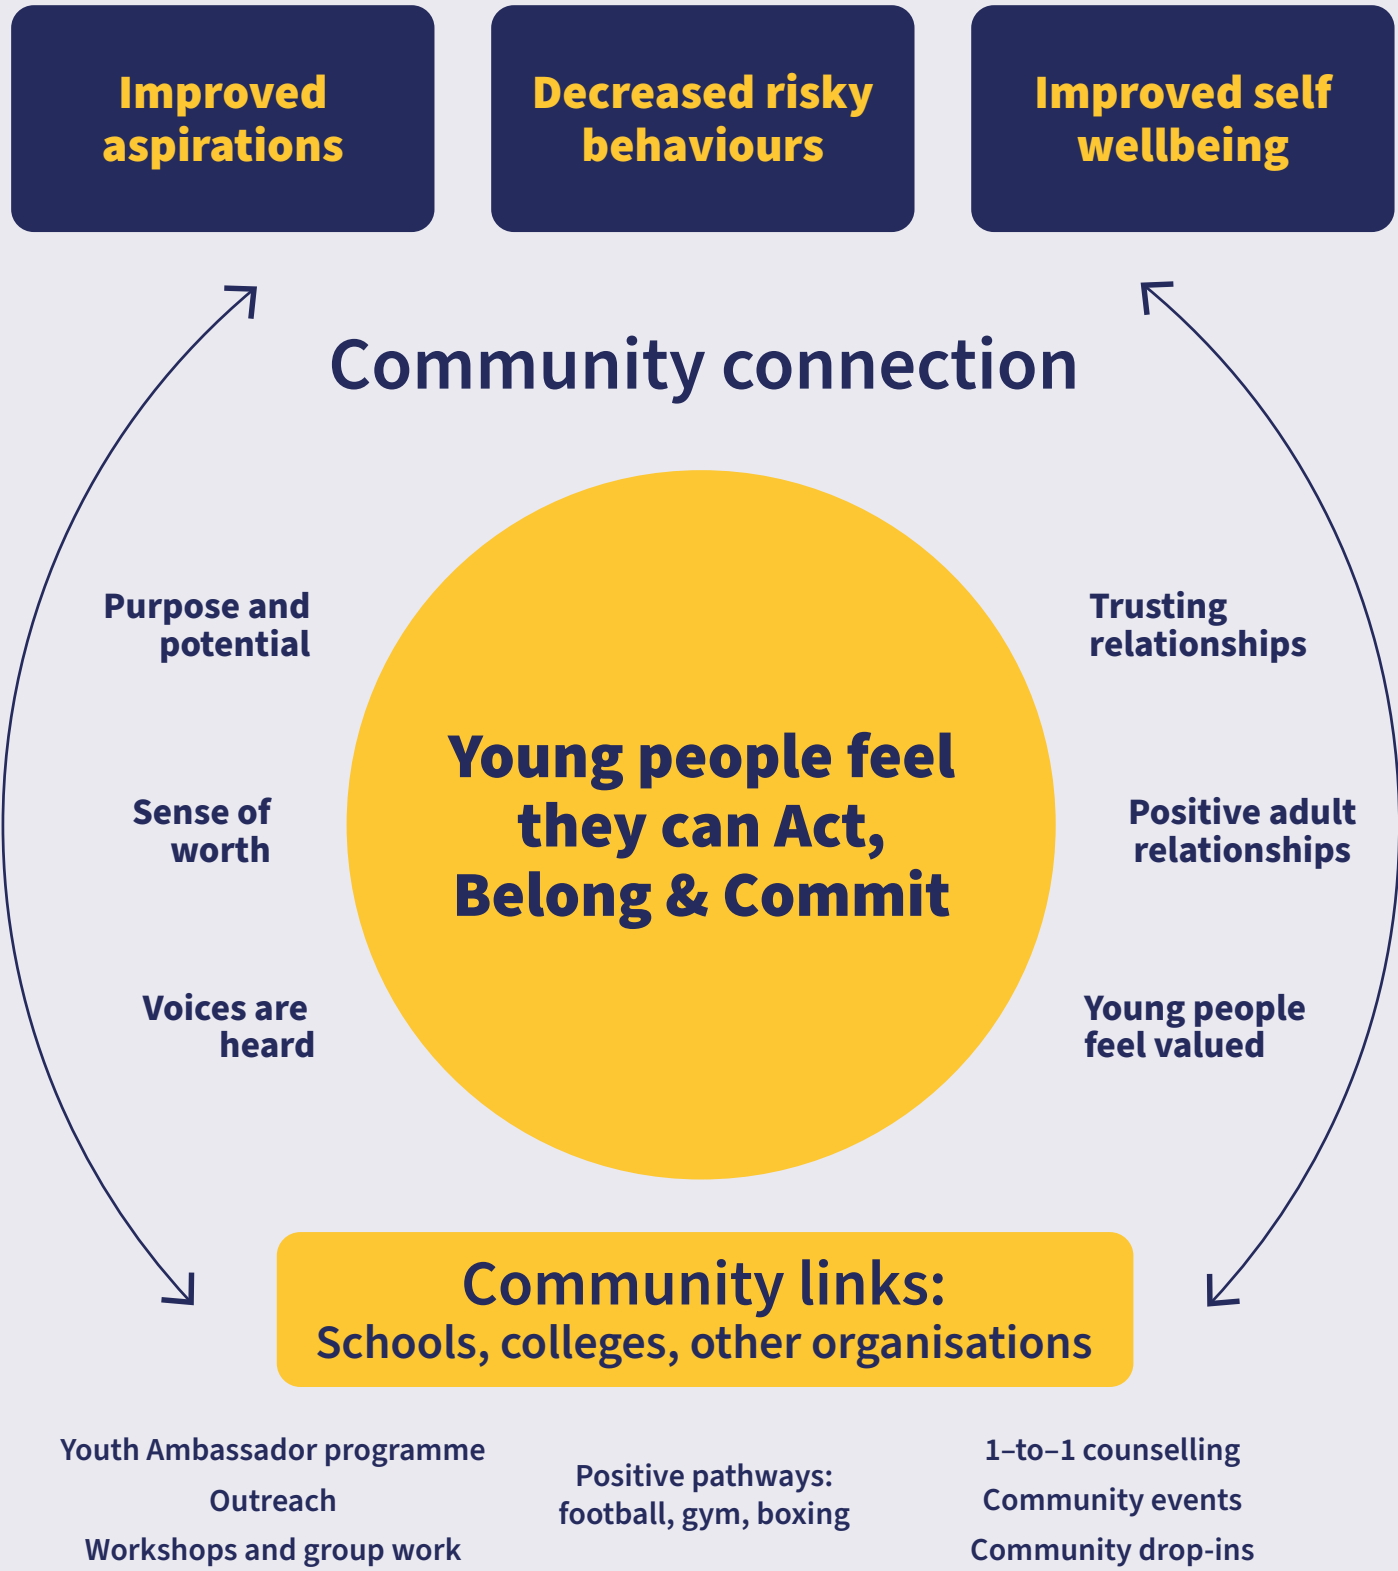 Improved
aspirations
Decreased risky
behaviours
Improved self
wellbeing
Community connection
Purpose and
potential
Trusting
relationships
Young people feel
they can Act,
Belong & Commit
Sense of
worth
Positive adult
relationships
Voices are
heard
Young people
feel valued
Community links:
Schools, colleges, other organisations
Youth Ambassador programme
Outreach
Workshops and group work
Positive pathways:
football, gym, boxing
1–to–1 counselling
Community events
Community drop-ins